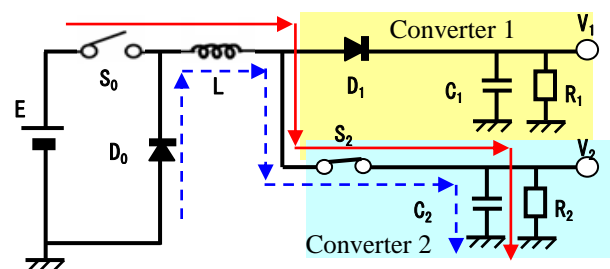 Converter 1
V1
S0
L
D1
C1
R1
E
D0
S2
V2
C2
R2
Converter 2